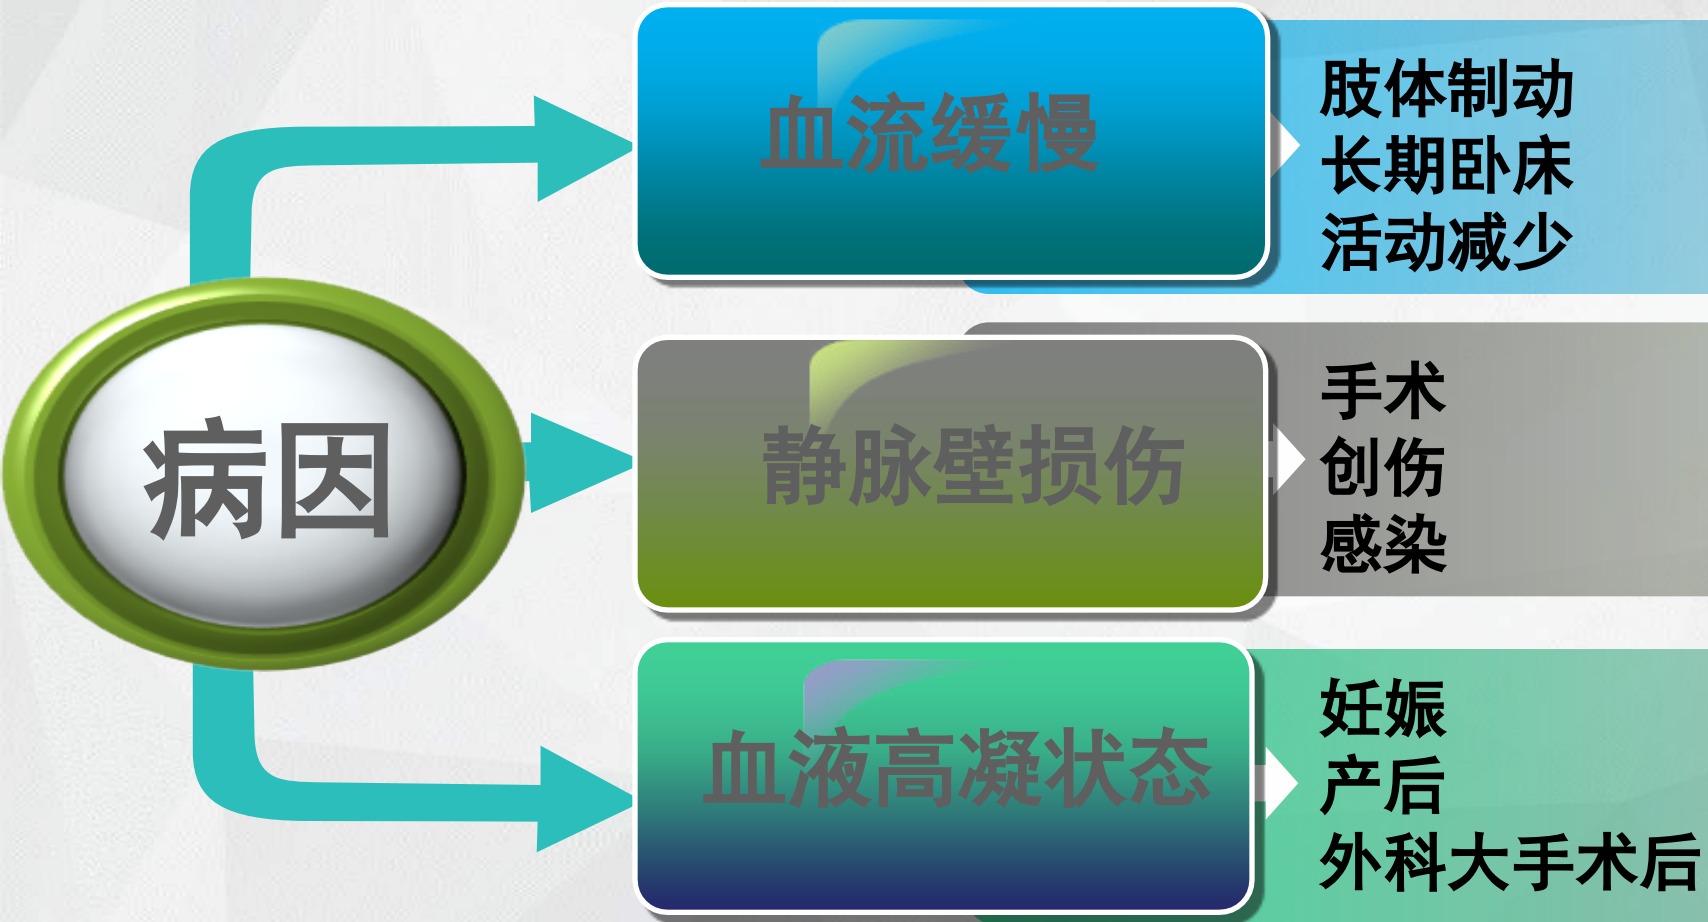 病因
血流缓慢
肢体制动
长期卧床
活动减少
静脉壁损伤
手术
创伤
感染
血液高凝状态
妊娠
产后
外科大手术后